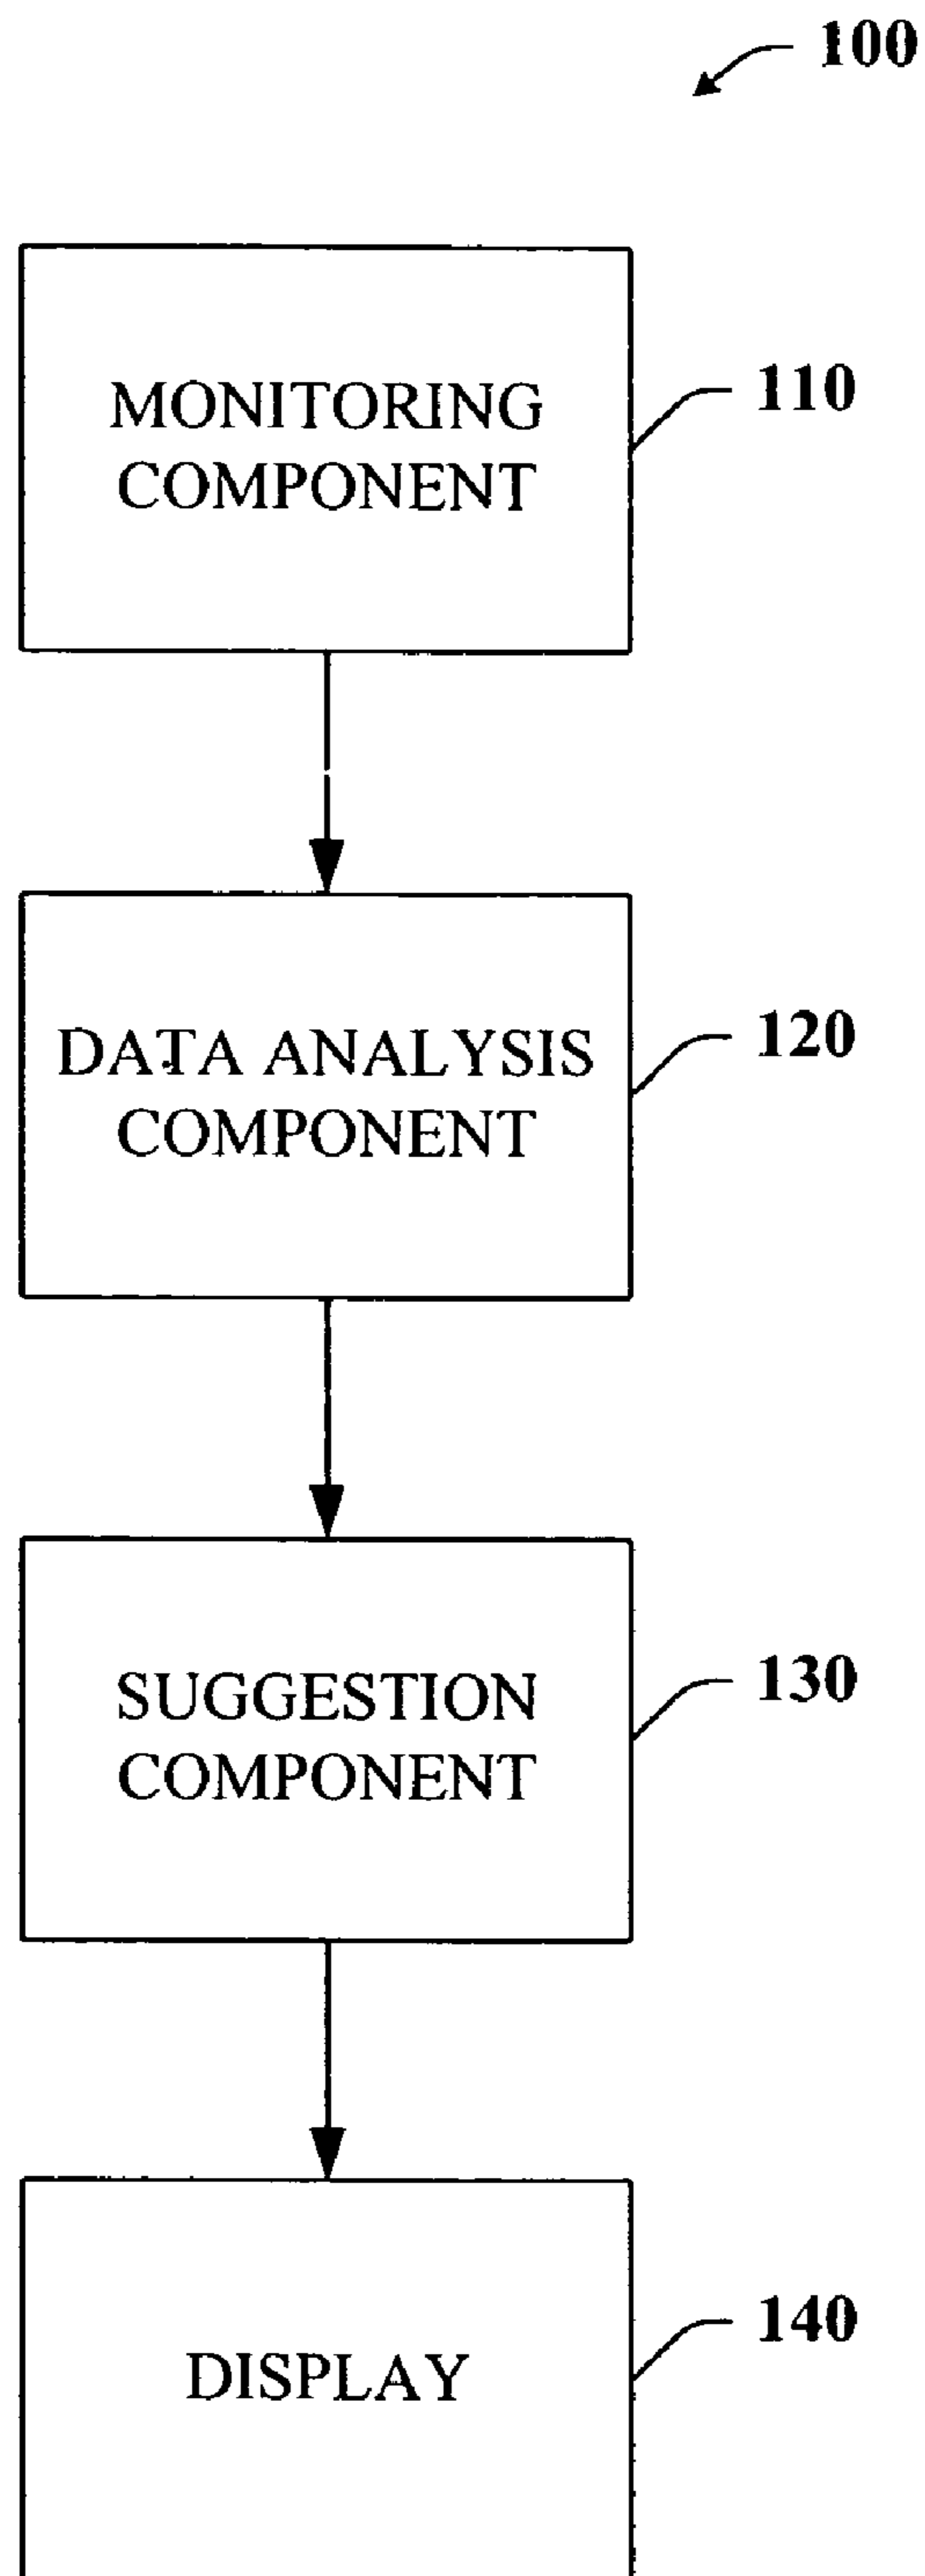 100
MONITORING
COMPONENT
110
DATA ANALYSIS
COMPONENT
120
SUGGESTION
COMPONENT
130
DISPLAY
140